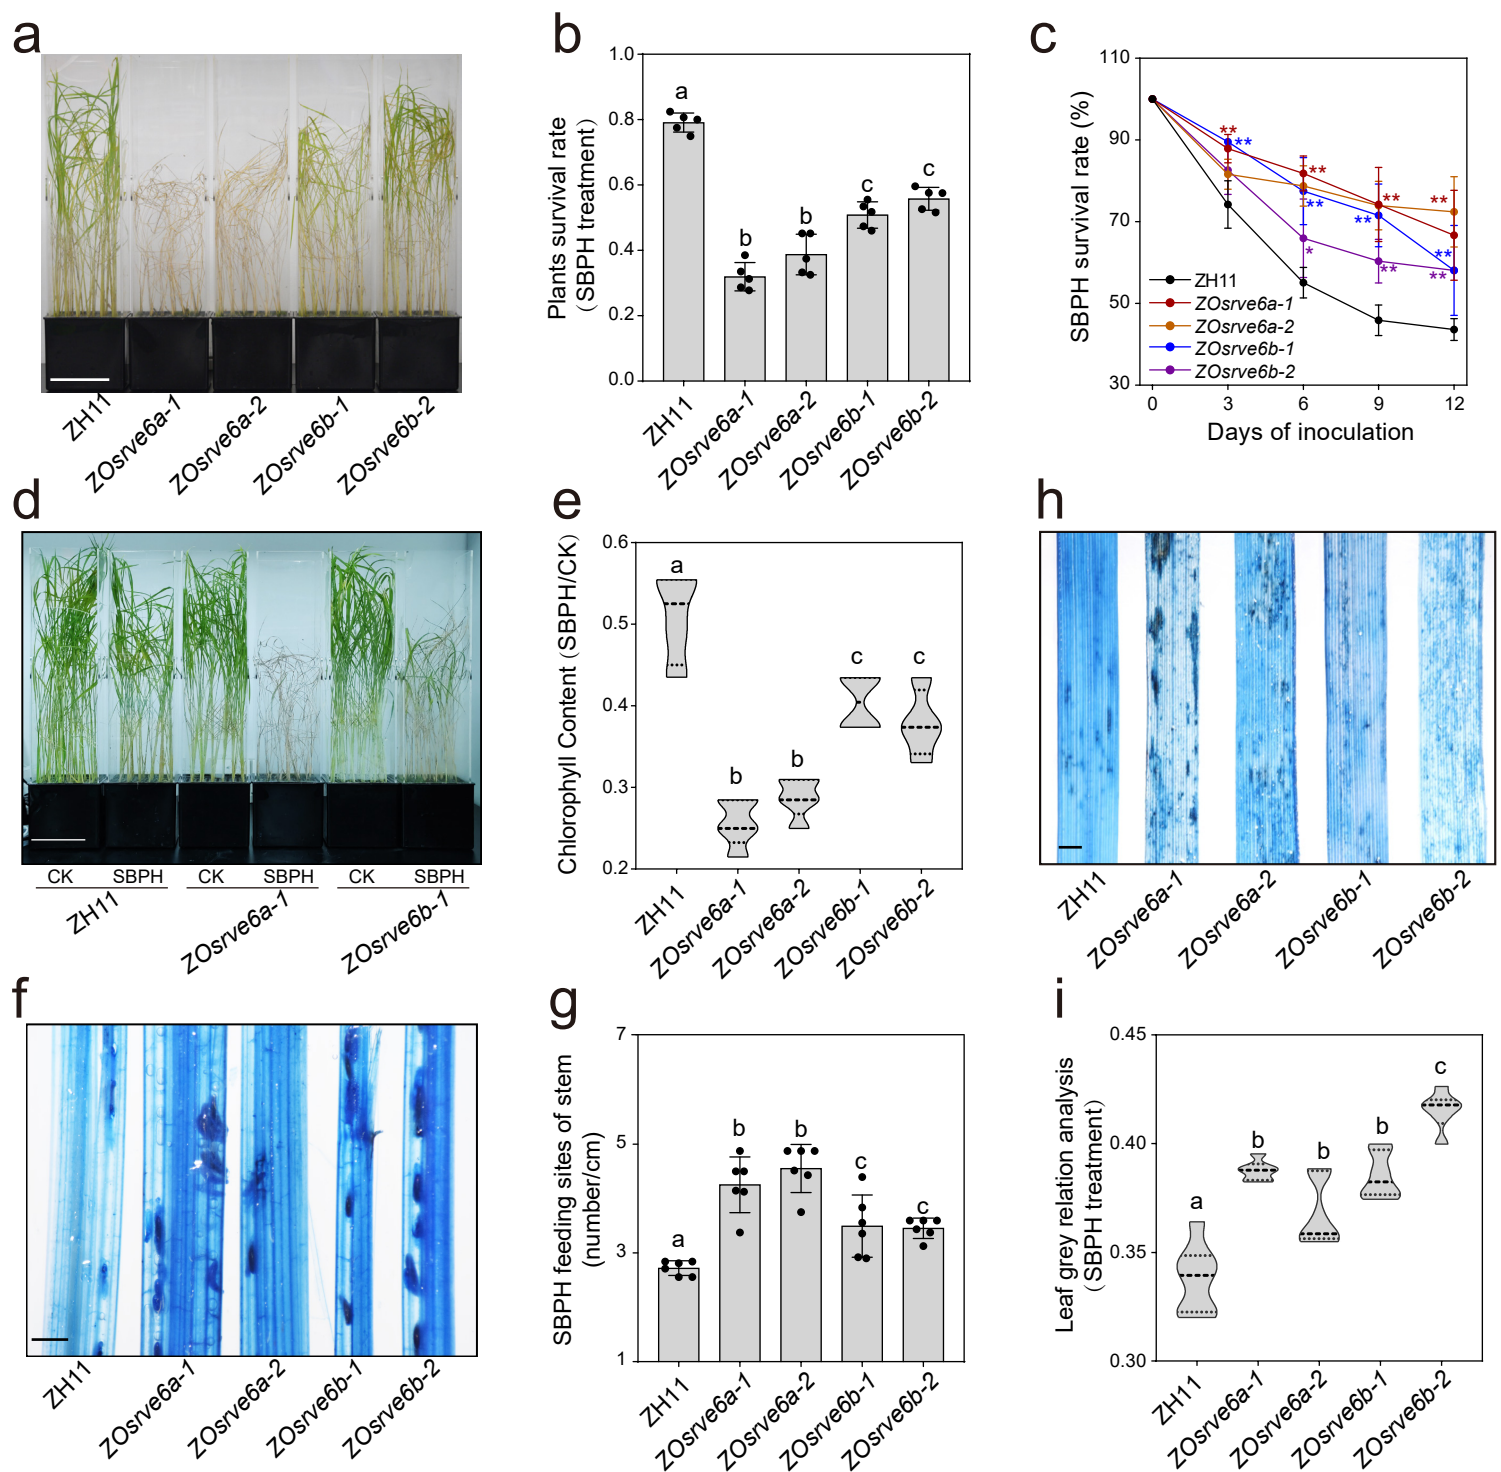 a
ZH11
ZOsrve6a-1
ZOsrve6a-2
ZOsrve6b-1
ZOsrve6b-2
b
Plants survival rate
(SBPH treatment)
1.0
0.8
0.6
0.4
0.2
0.0
a
b
b
c
c
ZH11
ZOsrve6a-1
ZOsrve6a-2
ZOsrve6b-1
ZOsrve6b-2
c
SBPH survival rate (%)
110
90
70
50
30
**
**
**
**
*
**
**
**
**
**
**
ZH11
ZOsrve6a-1
ZOsrve6a-2
ZOsrve6b-1
ZOsrve6b-2
0 3 6 9 12
Days of inoculation
d
CK SBPH CK SBPH CK SBPH
ZH11
ZOsrve6a-1
ZOsrve6b-1
e
Chlorophyll Content (SBPH/CK)
0.6
0.5
0.4
0.3
0.2
a
b
b
c
c
ZH11
ZOsrve6a-1
ZOsrve6a-2
ZOsrve6b-1
ZOsrve6b-2
h
ZH11
ZOsrve6a-1
ZOsrve6a-2
ZOsrve6b-1
ZOsrve6b-2
f
ZH11
ZOsrve6a-1
ZOsrve6a-2
ZOsrve6b-1
ZOsrve6b-2
g
SBPH feeding sites of stem
(number/cm)
7
5
3
1
a
b
b
c
c
ZH11
ZOsrve6a-1
ZOsrve6a-2
ZOsrve6b-1
ZOsrve6b-2
i
Leaf grey relation analysis
(SBPH treatment)
0.45
0.40
0.35
0.30
a
b
b
b
c
ZH11
ZOsrve6a-1
ZOsrve6a-2
ZOsrve6b-1
ZOsrve6b-2